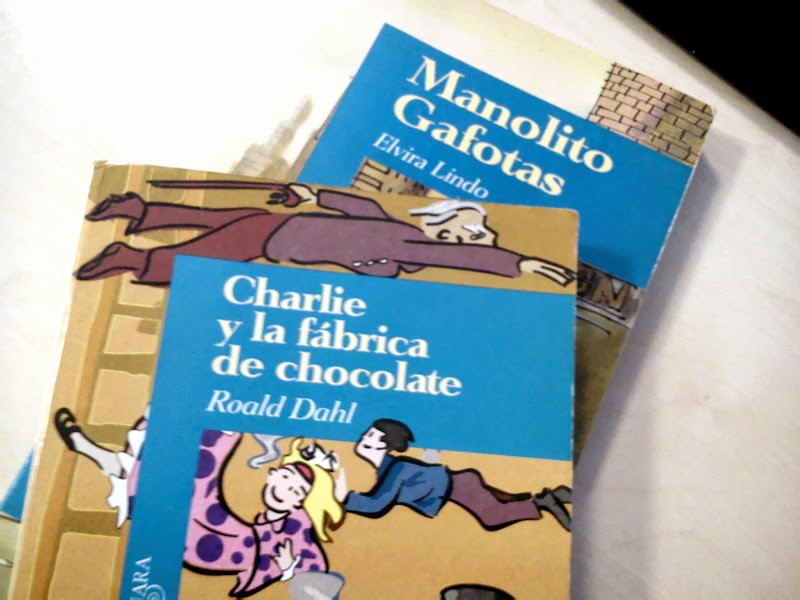 Manolito
Gafotas
Elvira Lindo
Charlie
y la fábrica
de chocolate
Roald Dahl